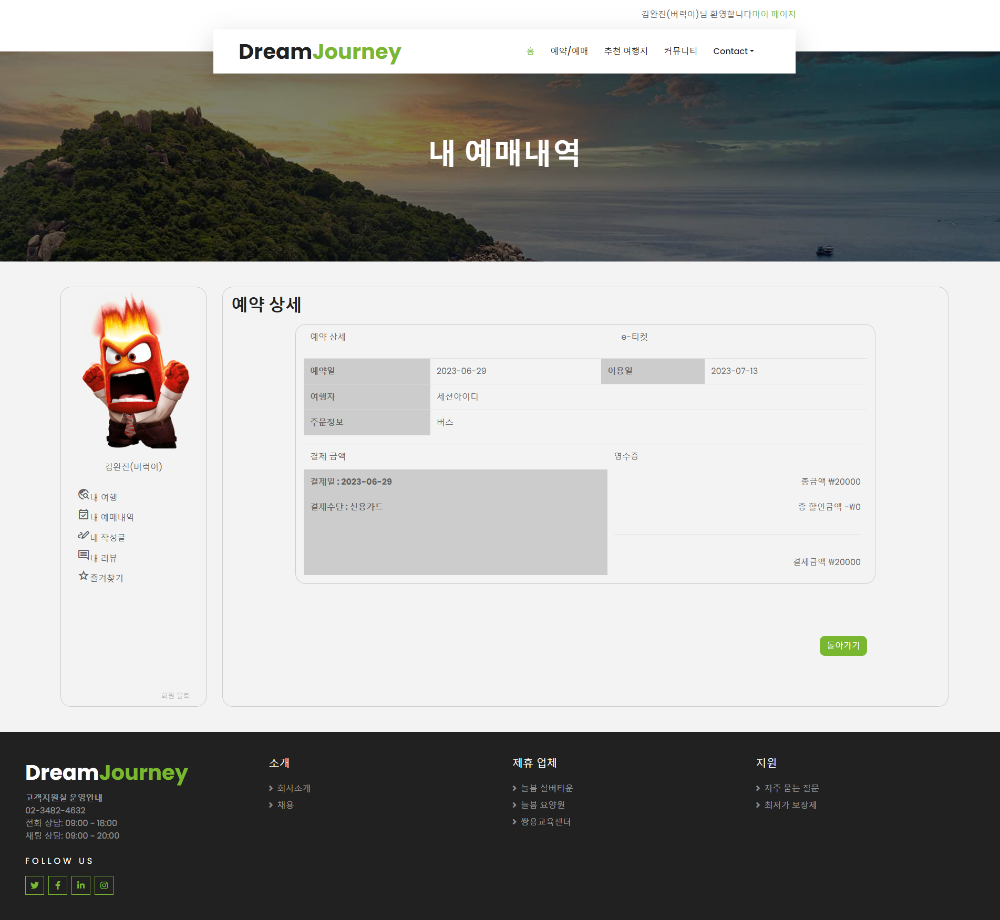 김완진(버럭이)님 환영합니다마이 페이지
DreamJourney
홈 예약/예매 추천 여행지 커뮤니티 Contact
내 예매내역
김완진(버럭이)
내 여행
내 예매내역
내 작성글
내 리뷰
즐겨찾기
회원 탈퇴
예약 상세
예약 상세 e-티켓
예약일 2023-06-29 이용일 2023-07-13
여행자 세션아이디
주문정보 버스
결제 금액 영수증
결제일 : 2023-06-29 총금액 ₩20000
결제수단 : 신용카드 총 할인금액 -₩0
결제금액 ₩20000
돌아가기
DreamJourney
고객지원실 운영안내
02-3482-4632
전화 상담: 09:00 ~ 18:00
채팅 상담: 09:00 ~ 20:00
FOLLOW US
소개
회사소개
채용
제휴 업체
늘봄 실버타운
늘봄 요양원
쌍용교육센터
지원
자주 묻는 질문
최저가 보장제